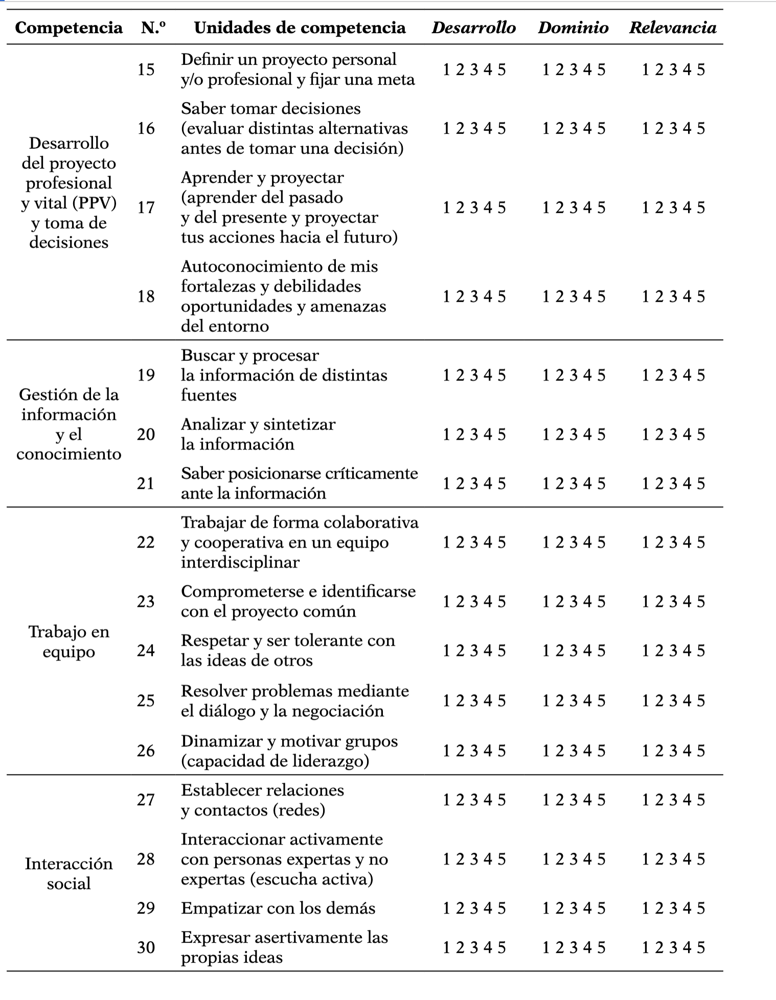 Competencia N.º Unidades de competencia Desarrollo Dominio Relevancia
Desarrollo
del proyecto
profesional
y vital (PPV)
y toma de
decisiones
15 Definir un proyecto personal
y/o profesional y fijar una meta 1 2 3 4 5 1 2 3 4 5 1 2 3 4 5
16 Saber tomar decisiones
(evaluar distintas alternativas 1 2 3 4 5 1 2 3 4 5 1 2 3 4 5
antes de tomar una decisión)
17 Aprender y proyectar
(aprender del pasado
y del presente y proyectar 1 2 3 4 5 1 2 3 4 5 1 2 3 4 5
tus acciones hacia el futuro)
18 Autoconocimiento de mis
fortalezas y debilidades
oportunidades y amenazas 1 2 3 4 5 1 2 3 4 5 1 2 3 4 5
del entorno
Gestión de la
información
y el
conocimiento
19 Buscar y procesar
la información de distintas 1 2 3 4 5 1 2 3 4 5 1 2 3 4 5
fuentes
20 Analizar y sintetizar
la información 1 2 3 4 5 1 2 3 4 5 1 2 3 4 5
21 Saber posicionarse críticamente
ante la información 1 2 3 4 5 1 2 3 4 5 1 2 3 4 5
Trabajo en
equipo
22 Trabajar de forma colaborativa
y cooperativa en un equipo 1 2 3 4 5 1 2 3 4 5 1 2 3 4 5
interdisciplinar
23 Comprometerse e identificarse
con el proyecto común 1 2 3 4 5 1 2 3 4 5 1 2 3 4 5
24 Respetar y ser tolerante con
las ideas de otros 1 2 3 4 5 1 2 3 4 5 1 2 3 4 5
25 Resolver problemas mediante
el diálogo y la negociación 1 2 3 4 5 1 2 3 4 5 1 2 3 4 5
26 Dinamizar y motivar grupos
(capacidad de liderazgo) 1 2 3 4 5 1 2 3 4 5 1 2 3 4 5
Interacción
social
27 Establecer relaciones
y contactos (redes) 1 2 3 4 5 1 2 3 4 5 1 2 3 4 5
28 Interaccionar activamente
con personas expertas y no 1 2 3 4 5 1 2 3 4 5 1 2 3 4 5
expertas (escucha activa)
29 Empatizar con los demás 1 2 3 4 5 1 2 3 4 5 1 2 3 4 5
30 Expresar asertivamente las
propias ideas 1 2 3 4 5 1 2 3 4 5 1 2 3 4 5